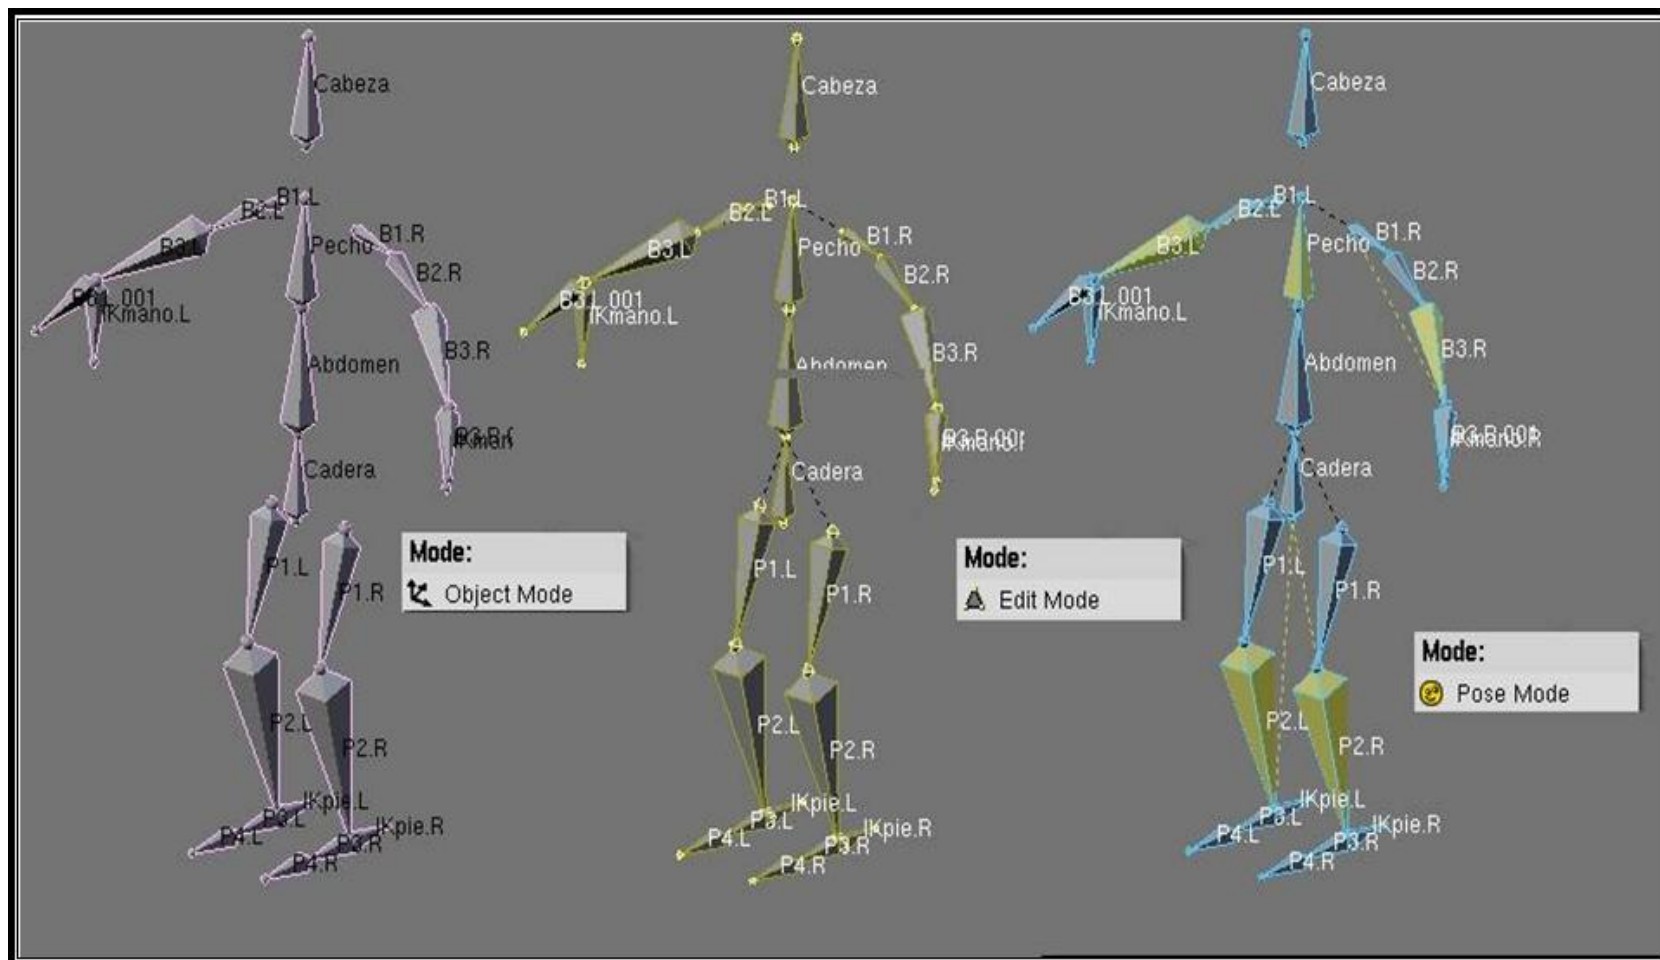 Cabeza
B1.L
B2.L
B3.L
Pecho
B1.R
B2.R
IKmano.L
Abdomen
B3.R
Cadera
P1.L
P1.R
P2.L
P2.R
IKpie.L
P3.L
P4.L
IKpie.R
P3.R
P4.R
Mode:
Object Mode
Cabeza
B1.L
B2.L
B3.L
Pecho
B1.R
B2.R
B3.L.001
IKmano.L
Abdomen
B3.R
Cadera
P1.L
P1.R
P2.L
P2.R
IKpie.L
P3.L
P4.L
IKpie.R
P3.R
P4.R
Mode:
Edit Mode
Cabeza
B1.L
B2.L
B3.L
Pecho
B1.R
B2.R
B3.L.001
IKmano.L
Abdomen
B3.R
Cadera
P1.L
P1.R
P2.L
P2.R
IKpie.L
P3.L
P4.L
IKpie.R
P3.R
P4.R
Mode:
Pose Mode